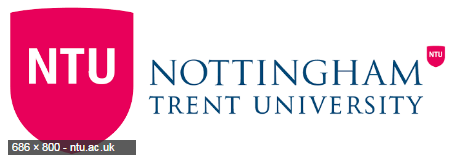 NTU
NOTTINGHAM
NTU
TRENT UNIVERSITY
686 × 800 - ntu.ac.uk